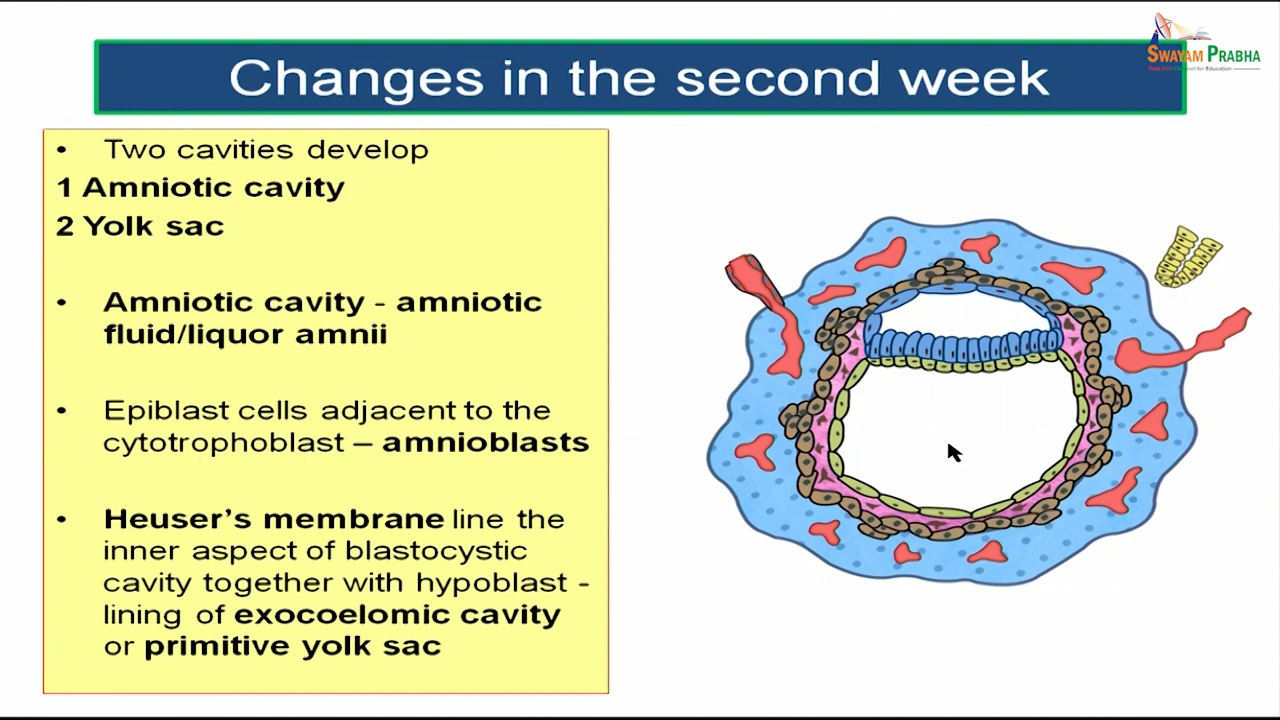 SWAYAM PRABHA
Changes in the second week
• Two cavities develop
1 Amniotic cavity
2 Yolk sac
• Amniotic cavity - amniotic
fluid/liquor amnii
• Epiblast cells adjacent to the
cytotrophoblast – amnioblasts
• Heuser's membrane line the
inner aspect of blastocystic
cavity together with hypoblast -
lining of exocoelomic cavity
or primitive yolk sac